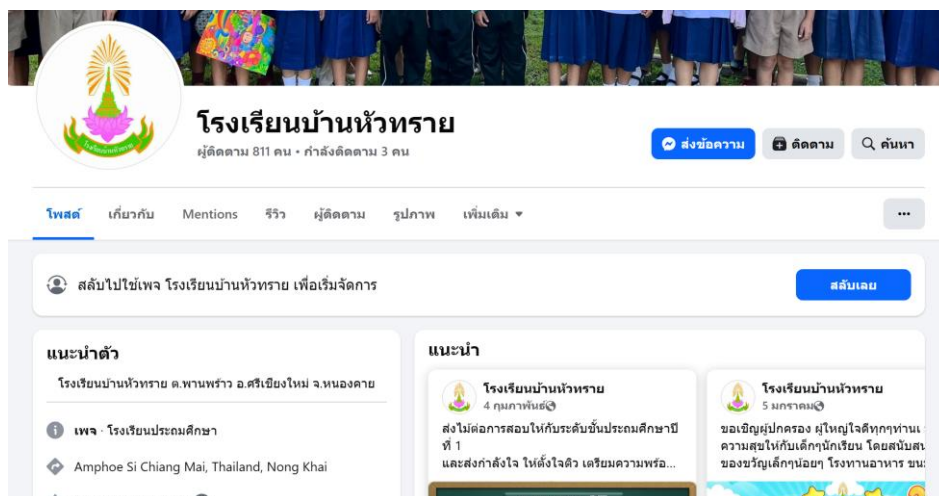 โรงเรียนบ้านหัวทราย
โรงเรียนบ้านหัวทราย
ผู้ติดตาม 811 คน • กำลังติดตาม 3 คน
ส่งข้อความ
ติดตาม
ค้นหา
โพสต์ เกี่ยวกับ Mentions รีวิว ผู้ติดตาม รูปภาพ เพิ่มเติม
สลับไปใช้เพจ โรงเรียนบ้านหัวทราย เพื่อเริ่มจัดการ
สลับเลย
แนะนำตัว
โรงเรียนบ้านหัวทราย ต.พานพร้าว อ.ศรีเชียงใหม่ จ.หนองคาย
เพจ · โรงเรียนประถมศึกษา
Amphoe Si Chiang Mai, Thailand, Nong Khai
แนะนำ
โรงเรียนบ้านหัวทราย
4 กุมภาพันธ์
ส่งไม้ต่อการสอบให้กับระดับชั้นประถมศึกษาปี
ที่ 1
และส่งกำลังใจ ให้ตั้งใจติว เตรียมความพร้อ...
โรงเรียนบ้านหัวทราย
5 มกราคม
ขอเชิญผู้ปกครอง ผู้ใหญ่ใจดีทุกๆท่าน
ความสุขให้กับเด็กๆนักเรียน โดยสนับสน
ของขวัญเล็กๆน้อยๆ โรงทานอาหาร ขน